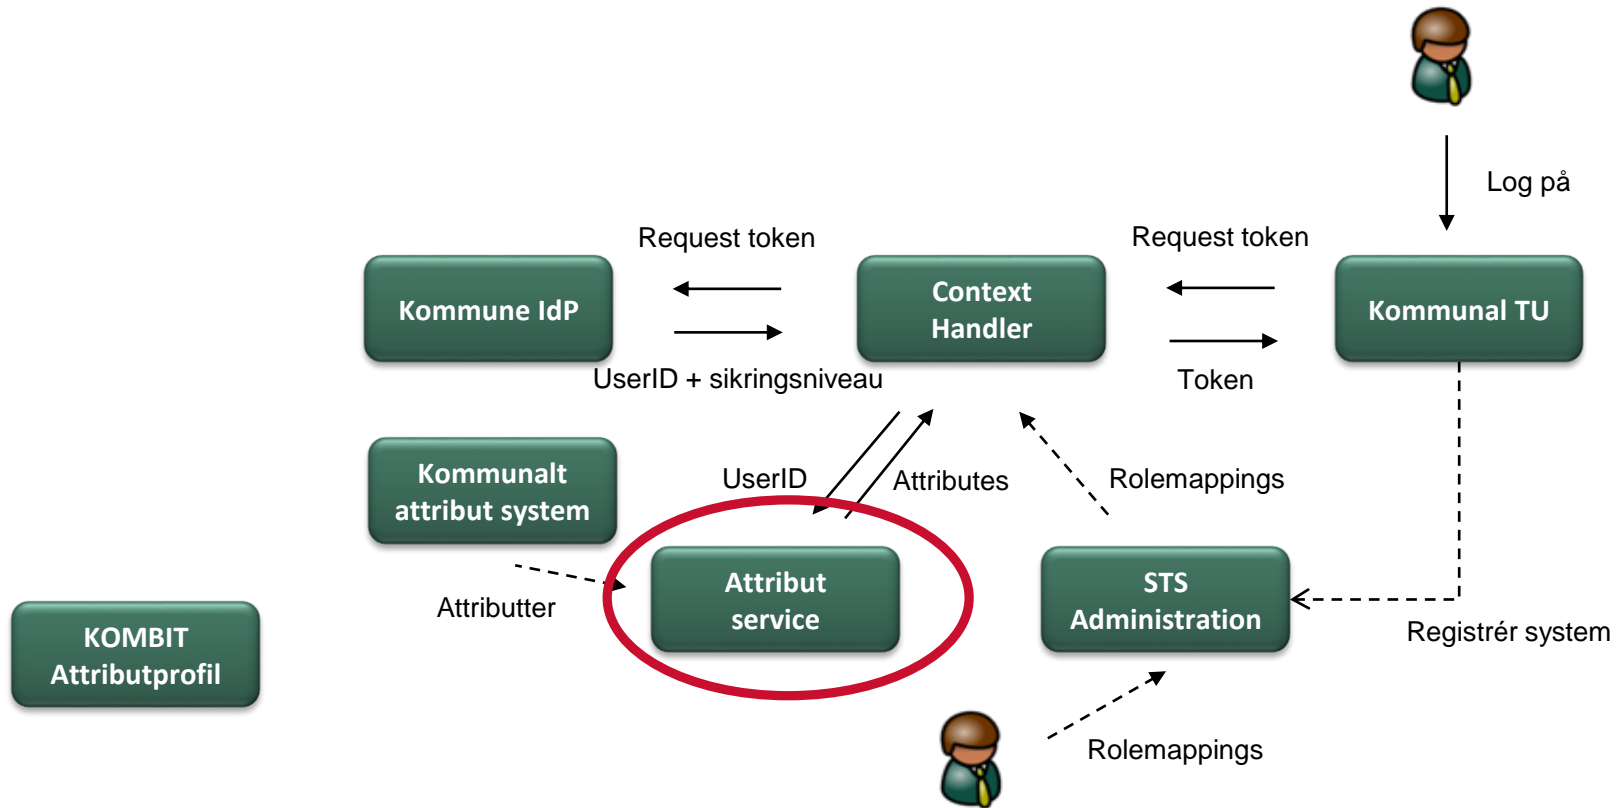 Log på
Request token
Request token
Kommune IdP
Context
Handler
Kommunal TU
UserID + sikringsniveau
Token
Kommunalt
attribut system
UserID
Attributes
Rolemappings
Attributter
Attribut
service
STS
Administration
KOMBIT
Attributprofil
Registrér system
Rolemappings